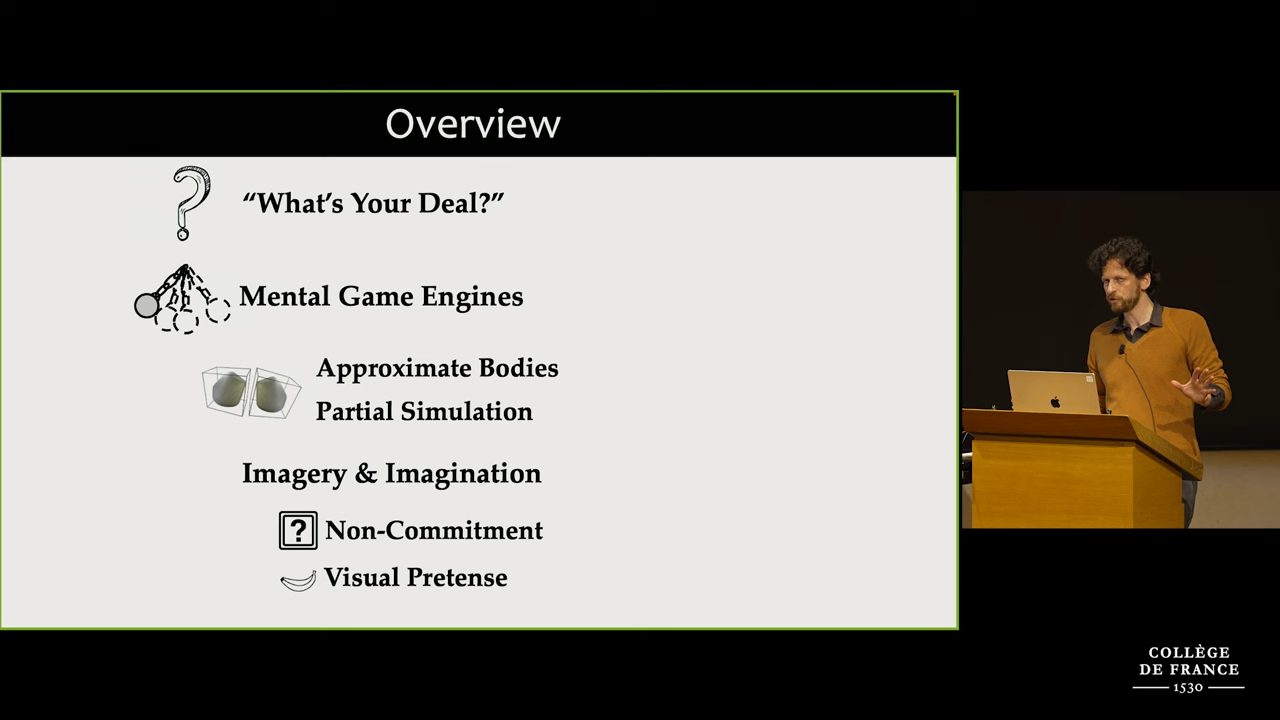 Overview
“What’s Your Deal?”
Mental Game Engines
Approximate Bodies
Partial Simulation
Imagery & Imagination
? Non-Commitment
Visual Pretense
COLLÈGE
DE FRANCE
1530